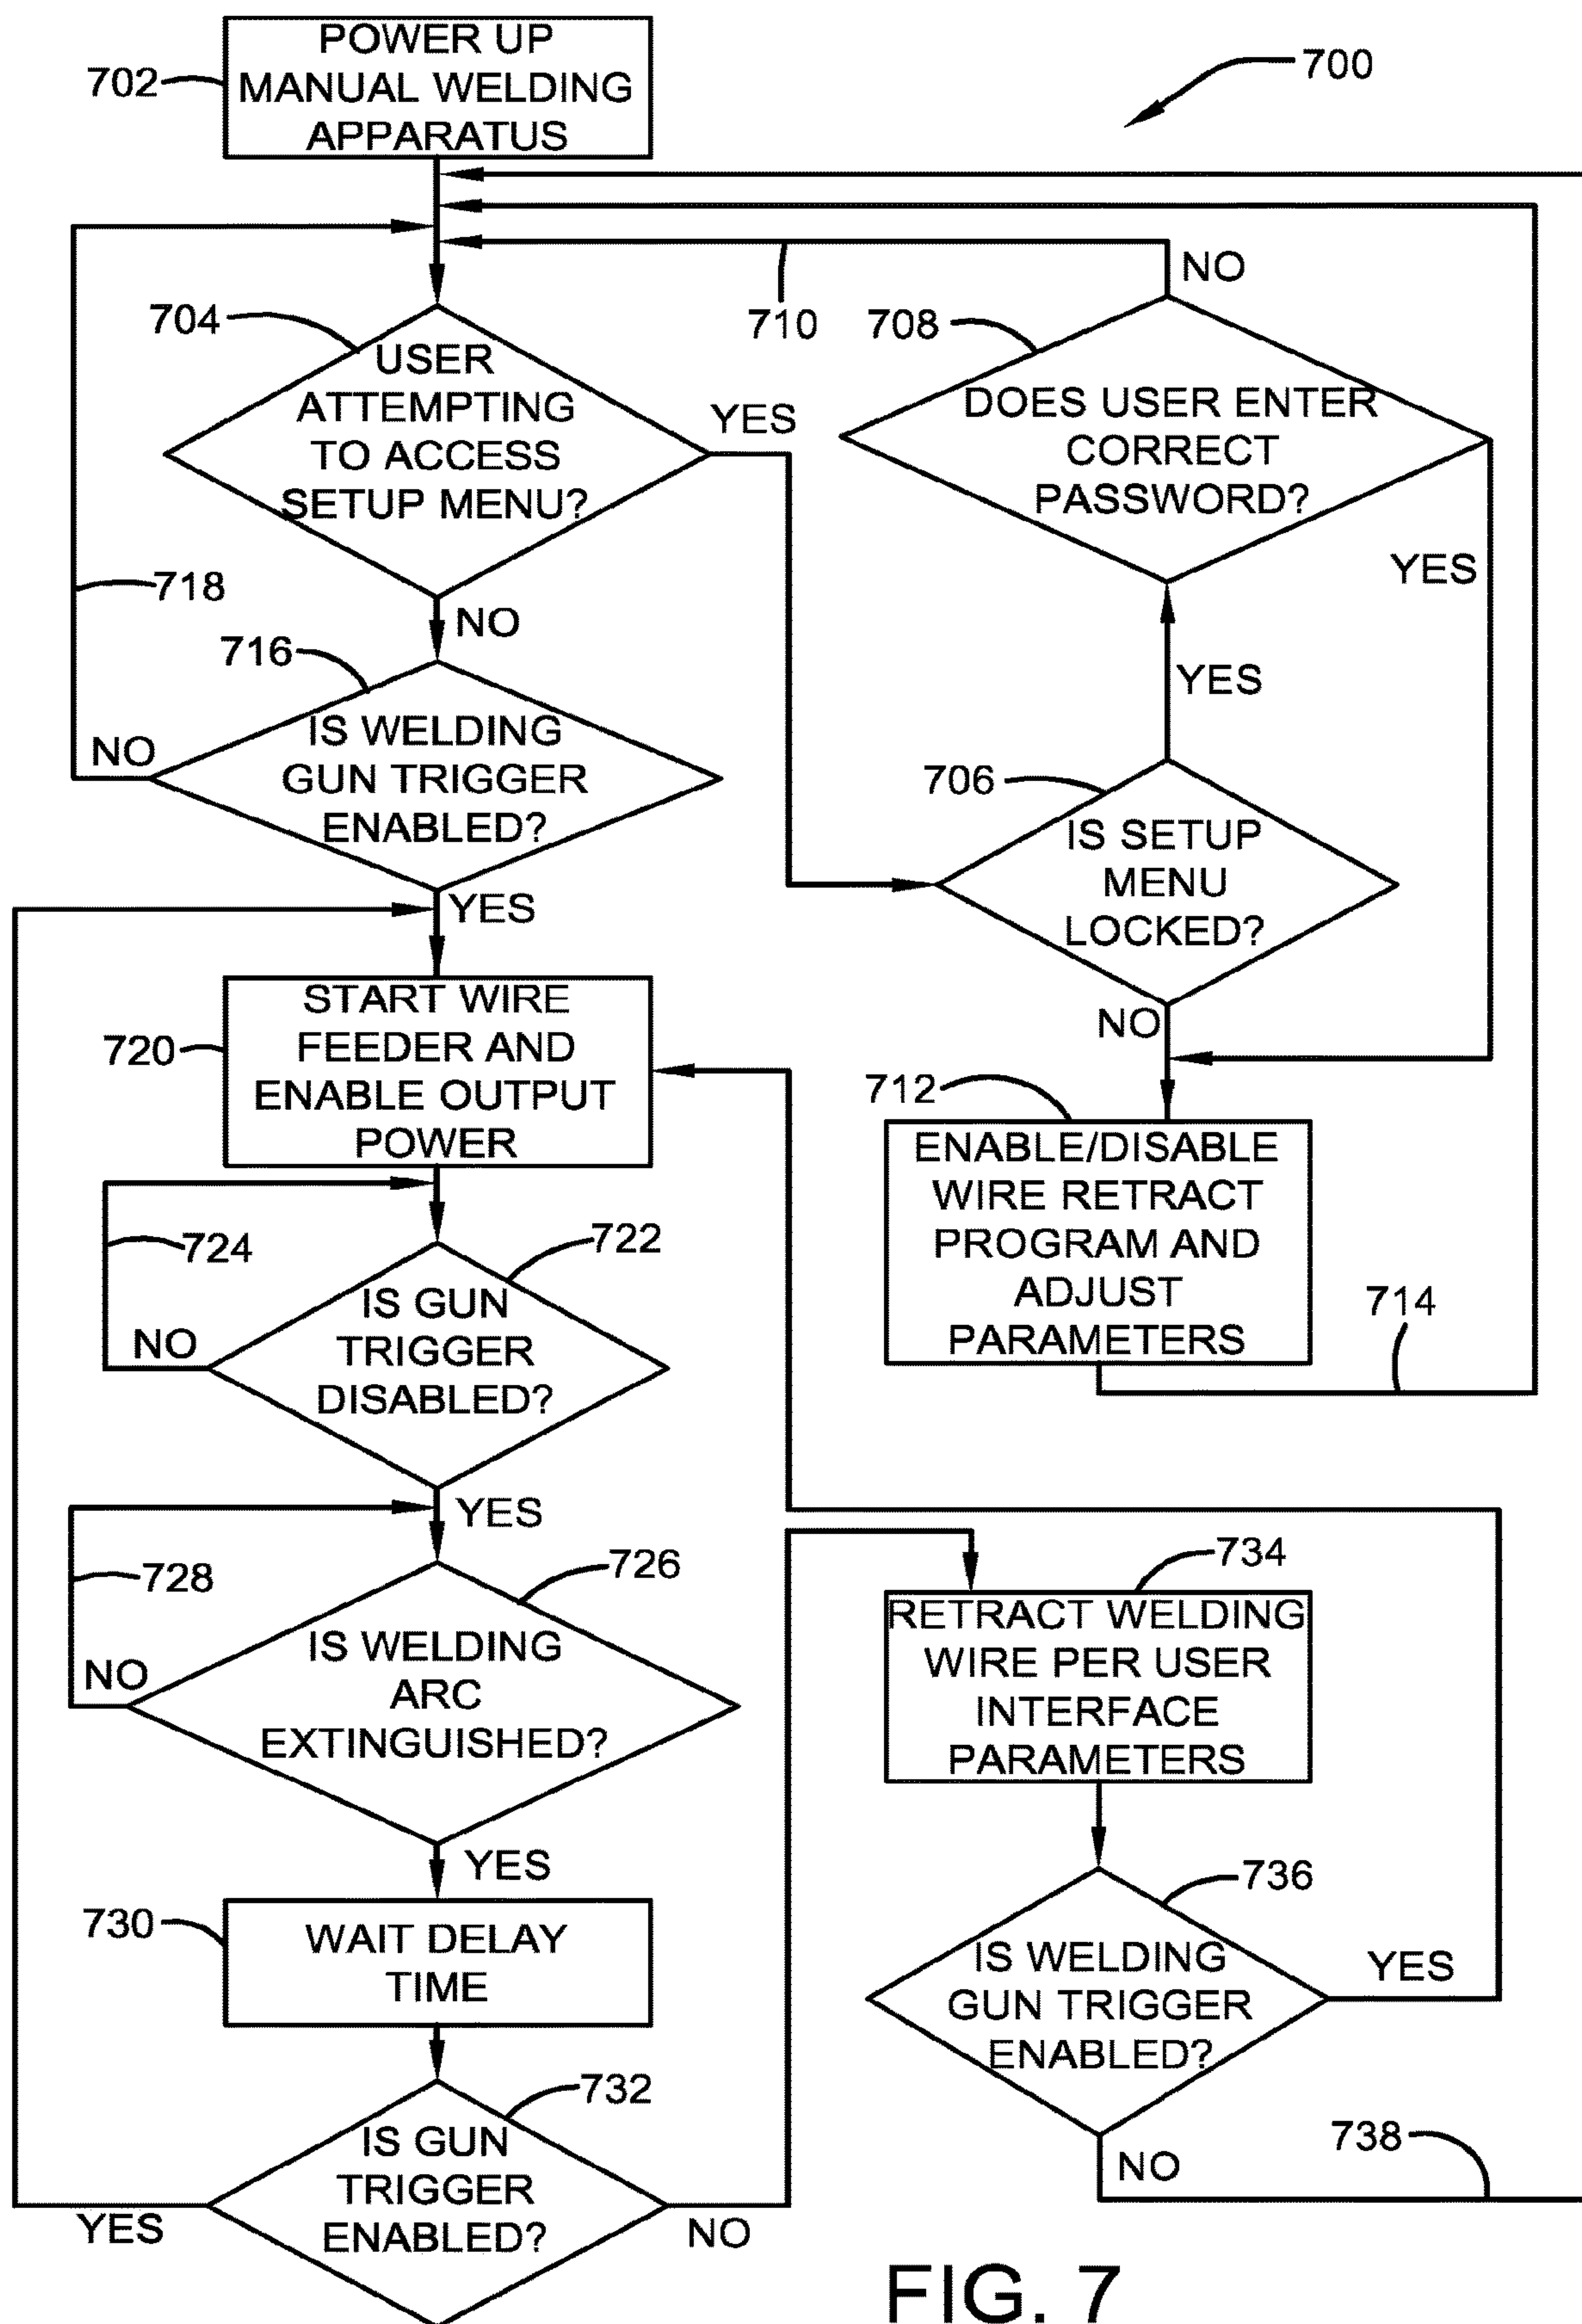 POWER UP
MANUAL WELDING
APPARATUS
702
700
704
USER
ATTEMPTING
TO ACCESS
SETUP MENU?
YES
NO
710
708
DOES USER ENTER
CORRECT
PASSWORD?
NO
YES
718
NO
716
IS WELDING
GUN TRIGGER
ENABLED?
NO
YES
YES
706
IS SETUP
MENU
LOCKED?
NO
720
START WIRE
FEEDER AND
ENABLE OUTPUT
POWER
712
ENABLE/DISABLE
WIRE RETRACT
PROGRAM AND
ADJUST
PARAMETERS
714
724
722
IS GUN
TRIGGER
DISABLED?
NO
YES
728
726
IS WELDING
ARC
EXTINGUISHED?
NO
YES
734
RETRACT WELDING
WIRE PER USER
INTERFACE
PARAMETERS
730
WAIT DELAY
TIME
736
IS WELDING
GUN TRIGGER
ENABLED?
YES
NO
738
732
IS GUN
TRIGGER
ENABLED?
YES
NO
FIG. 7